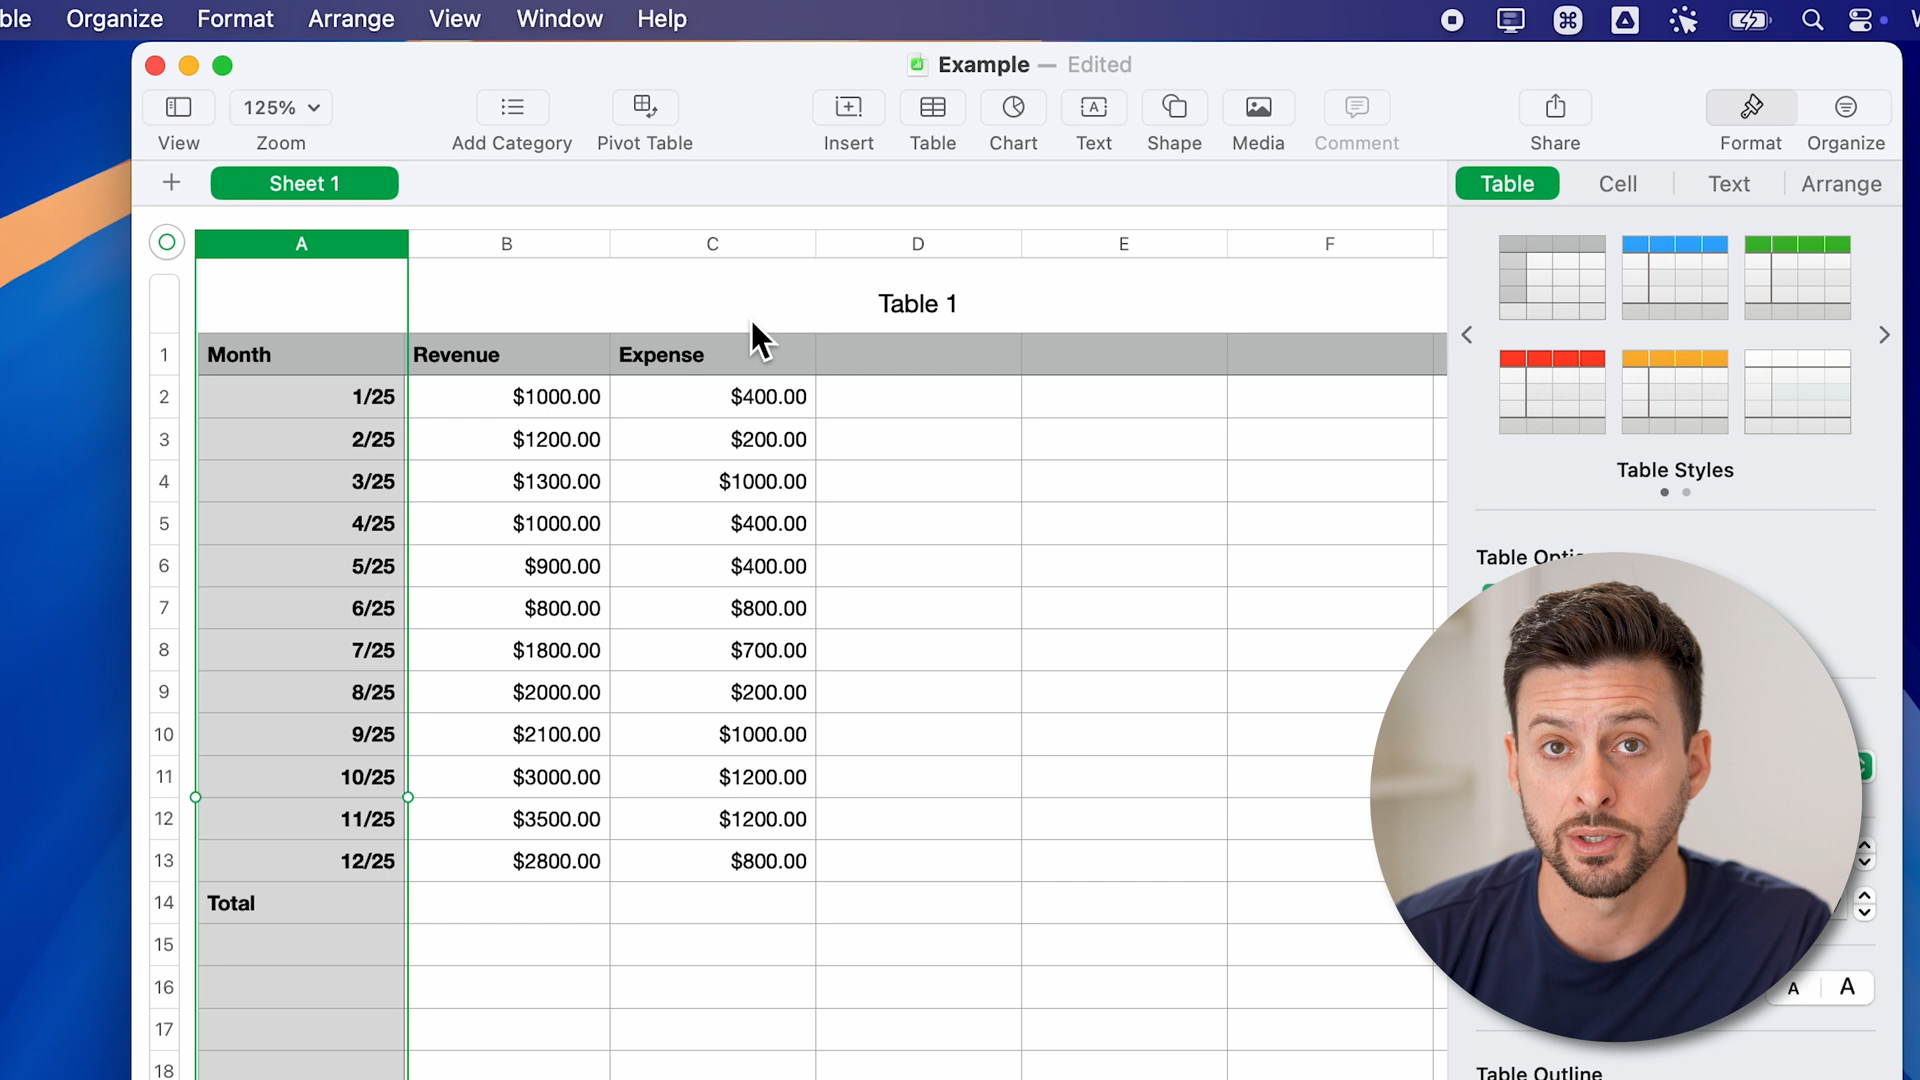 ble Organize Format Arrange View Window Help
Example — Edited
125%
View Zoom Add Category Pivot Table Insert Table Chart Text Shape Media Comment Share Format Organize
+ Sheet 1
Table Cell Text Arrange
A B C D E F
Table 1
1 Month Revenue Expense
2 1/25 $1000.00 $400.00
3 2/25 $1200.00 $200.00
4 3/25 $1300.00 $1000.00
5 4/25 $1000.00 $400.00
6 5/25 $900.00 $400.00
7 6/25 $800.00 $800.00
8 7/25 $1800.00 $700.00
9 8/25 $2000.00 $200.00
10 9/25 $2100.00 $1000.00
11 10/25 $3000.00 $1200.00
12 11/25 $3500.00 $1200.00
13 12/25 $2800.00 $800.00
14 Total
15
16
17
18
Table Styles
Table Optio
A A
Table Outline